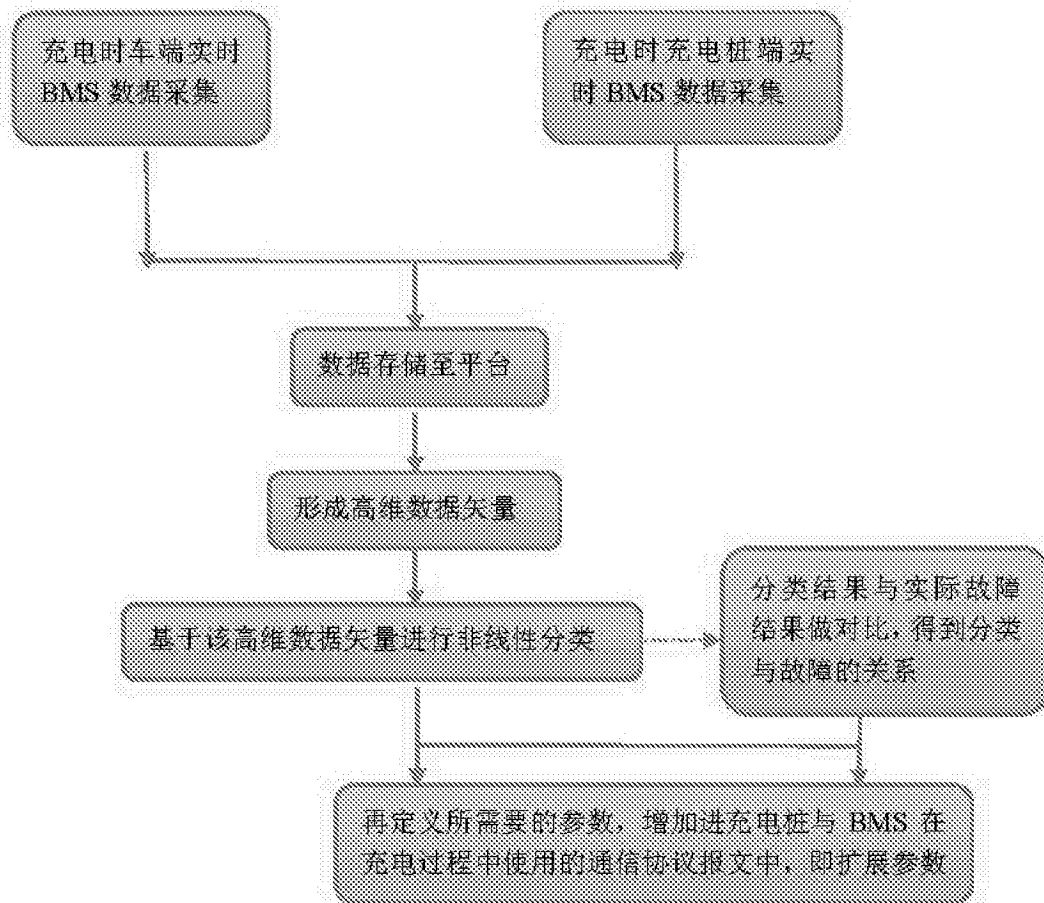 充电时车端实时
BMS 数据采集
充电时充电桩端实
时 BMS 数据采集
数据存储至平台
形成高维数据矢量
基于该高维数据矢量进行非线性分类
分类结果与实际故障
结果做对比，得到分类
与故障的关系
再定义所需要的参数，增加进充电桩与 BMS 在
充电过程中使用的通信协议报文中，即扩展参数